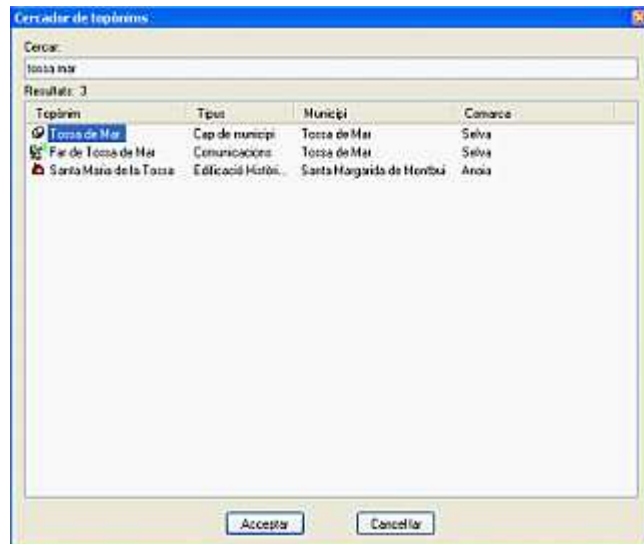 Cercador de topònims
Cercar:
tossa mar
Resultats: 3
Topònim Tipus Municipi Comarca
Tossa de Mar Cap de municipi Tossa de Mar Selva
Far de Tossa de Mar Comunicacions Tossa de Mar Selva
Santa Maria de la Tossa Edificació Històri... Santa Margarida de Montbui Anoia
Acceptar Cancel·lar